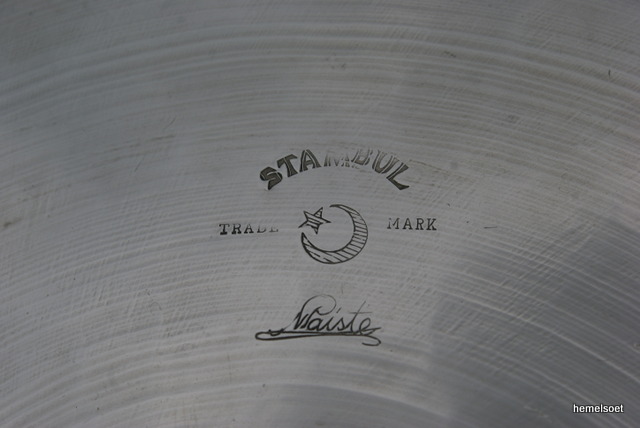 STAMBUL
TRADE MARK
Paiste
hemelsoet